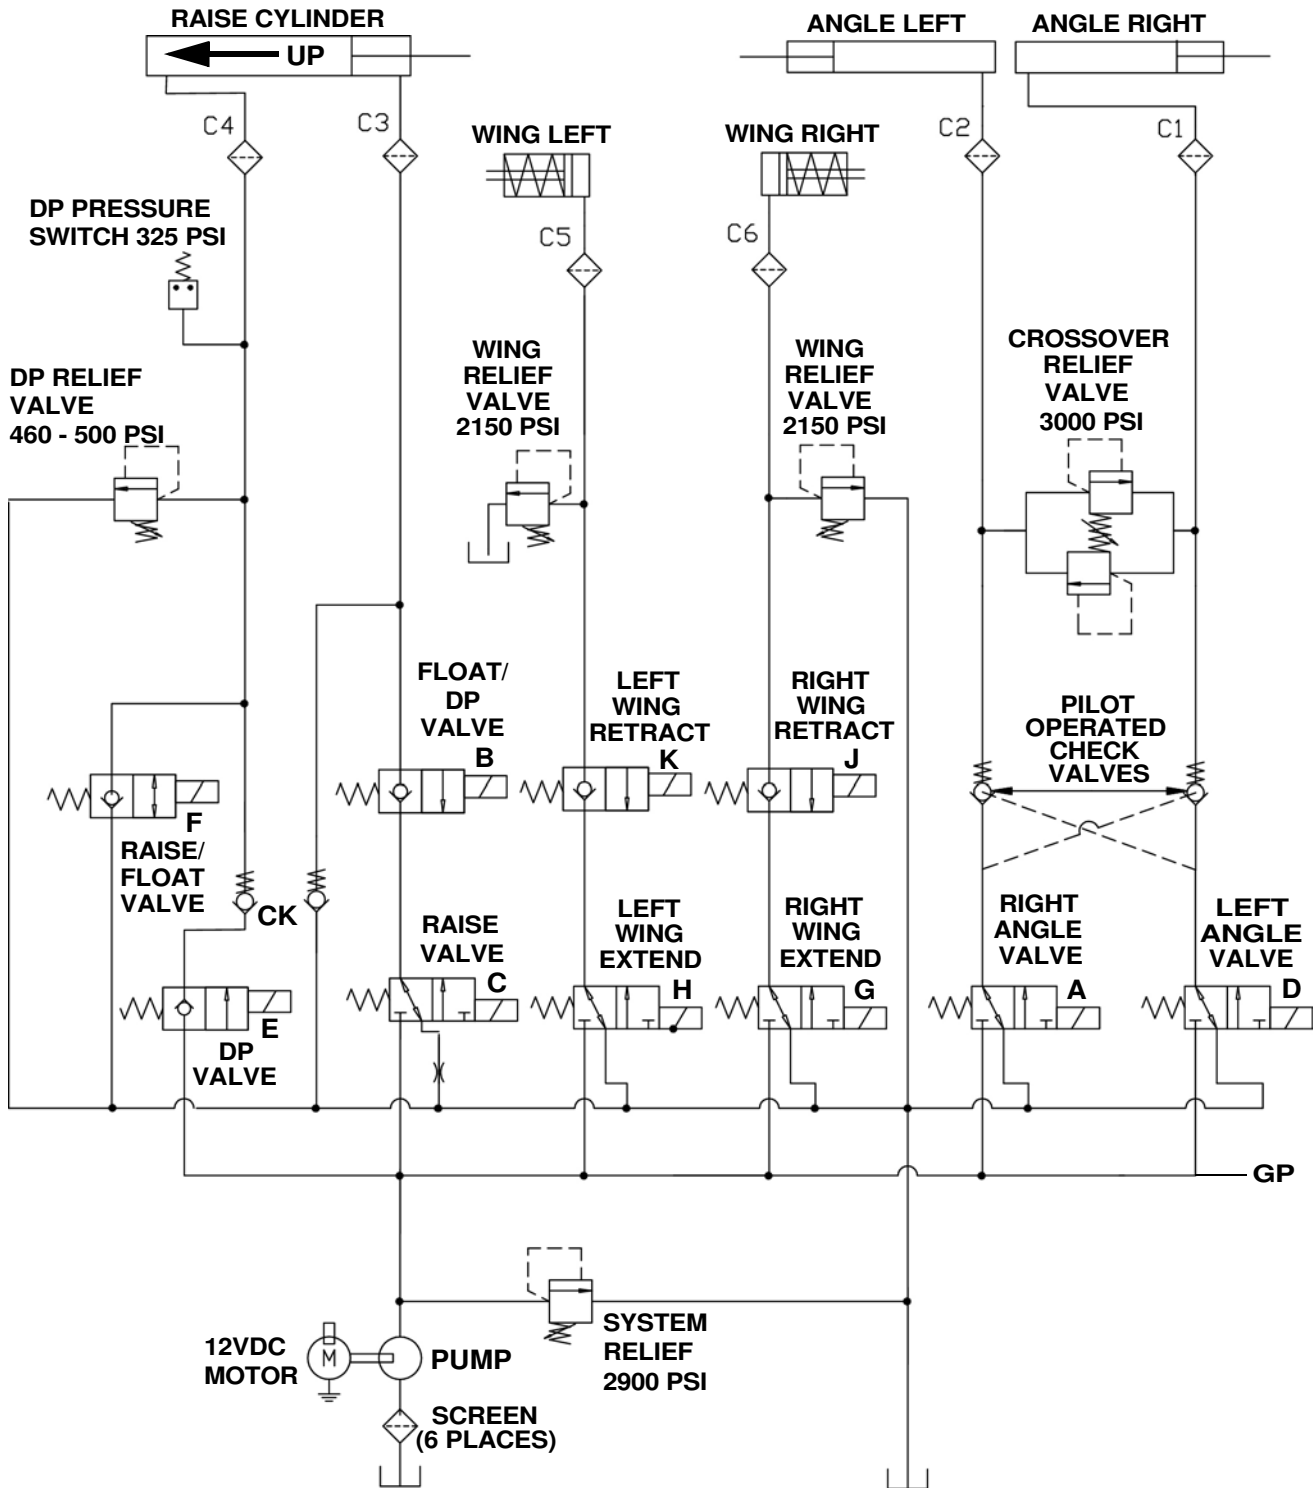 RAISE CYLINDER
UP
ANGLE LEFT
ANGLE RIGHT
C4
C3
WING LEFT
WING RIGHT
C2
C1
DP PRESSURE
SWITCH 325 PSI
C5
C6
DP RELIEF
VALVE
460 - 500 PSI
WING
RELIEF
VALVE
2150 PSI
WING
RELIEF
VALVE
2150 PSI
CROSSOVER
RELIEF
VALVE
3000 PSI
FLOAT/
DP
VALVE
B
LEFT
WING
RETRACT
K
RIGHT
WING
RETRACT
J
PILOT
OPERATED
CHECK
VALVES
F
RAISE/
FLOAT
VALVE
CK
RAISE
VALVE
C
LEFT
WING
EXTEND
H
RIGHT
WING
EXTEND
G
RIGHT
ANGLE
VALVE
A
LEFT
ANGLE
VALVE
D
E
DP
VALVE
GP
12VDC
MOTOR
M
PUMP
SYSTEM
RELIEF
2900 PSI
SCREEN
(6 PLACES)